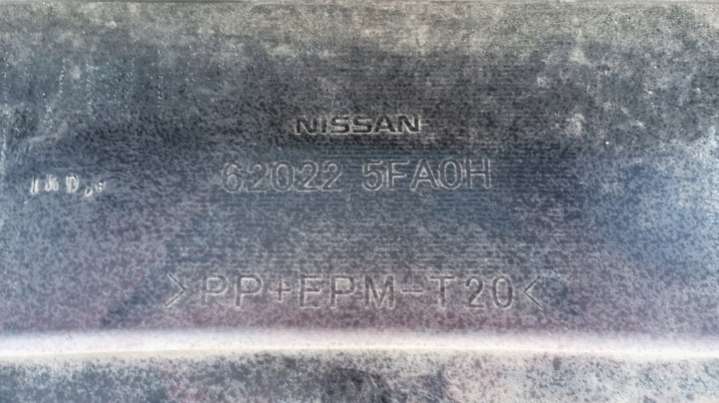 NISSAN
62022 5FA0H
>PP+EPM-T20<